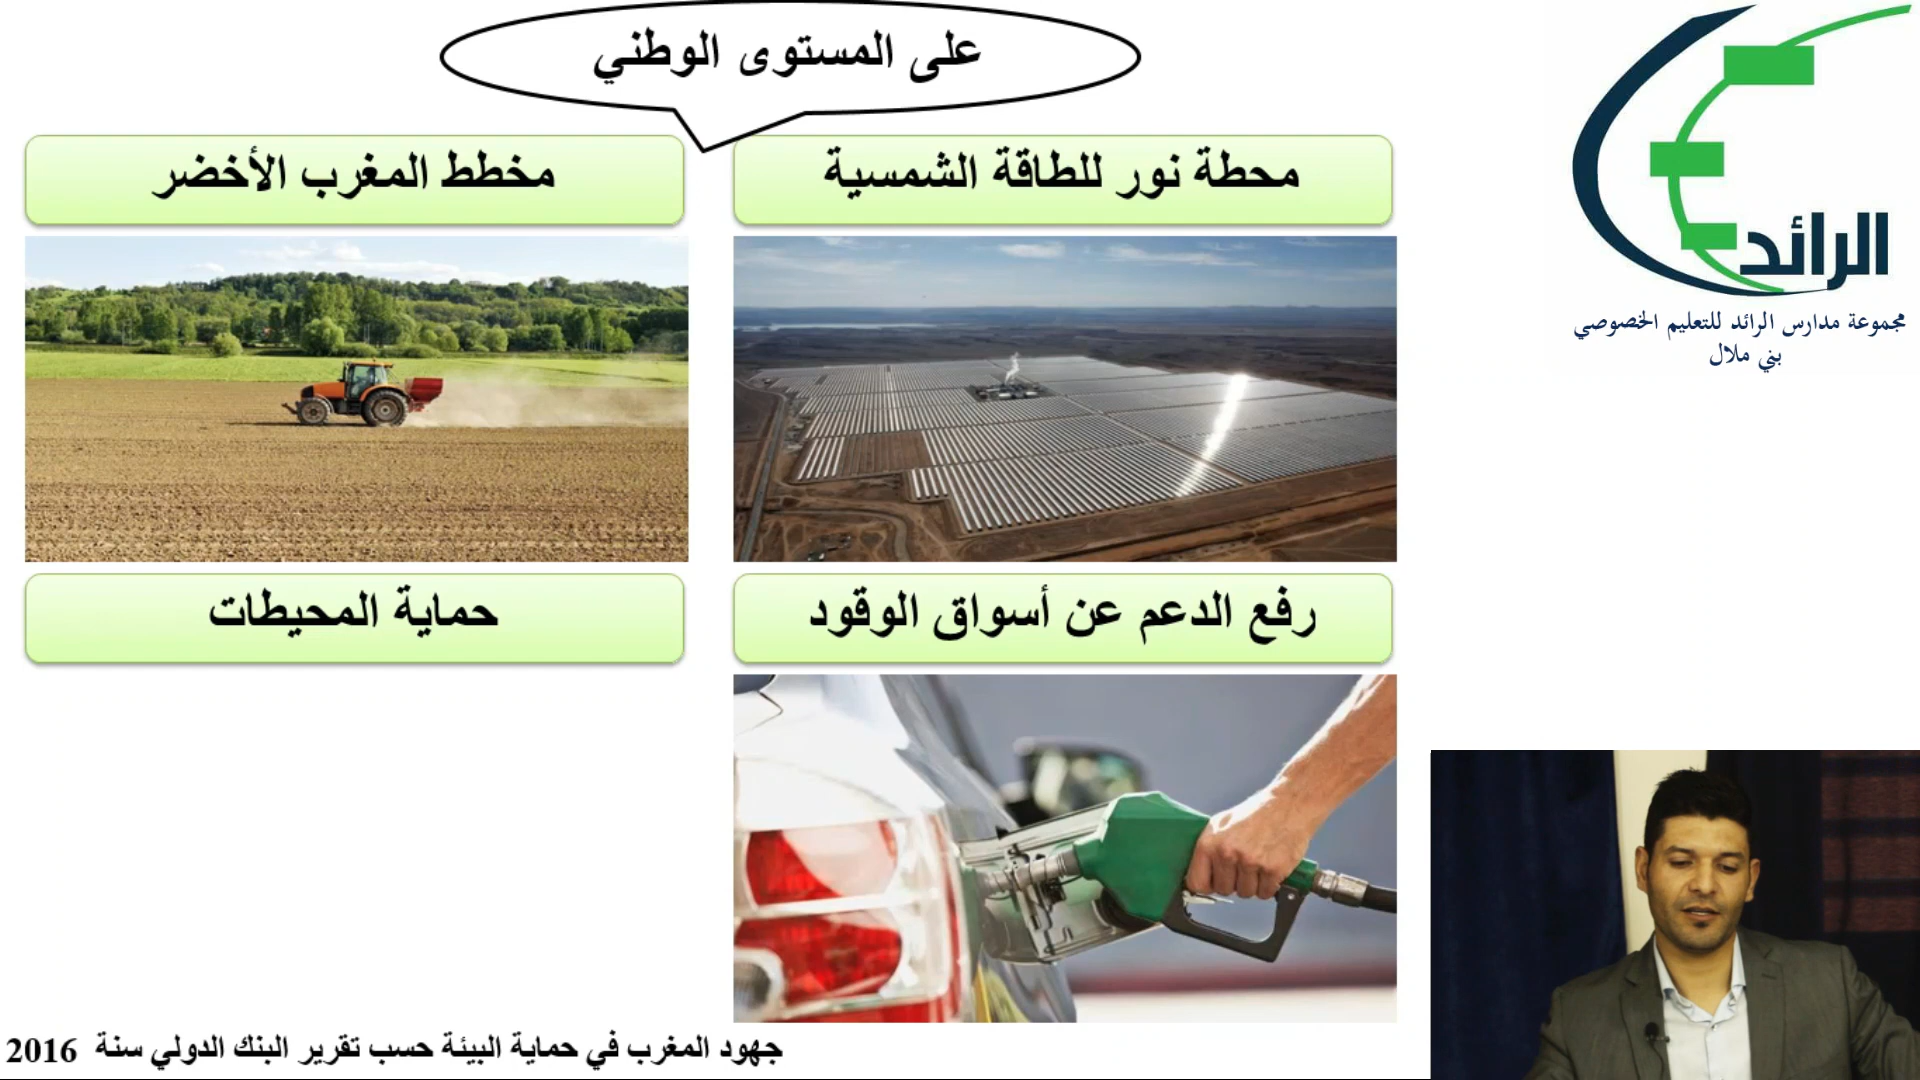 على المستوى الوطني
محطة نور للطاقة الشمسية
مخطط المغرب الأخضر
رفع الدعم عن أسواق الوقود
حماية المحيطات
جهود المغرب في حماية البيئة حسب تقرير البنك الدولي سنة 2016
الرائد
مجموعة مدارس الرائد للتعليم الخصوصي
بني ملال